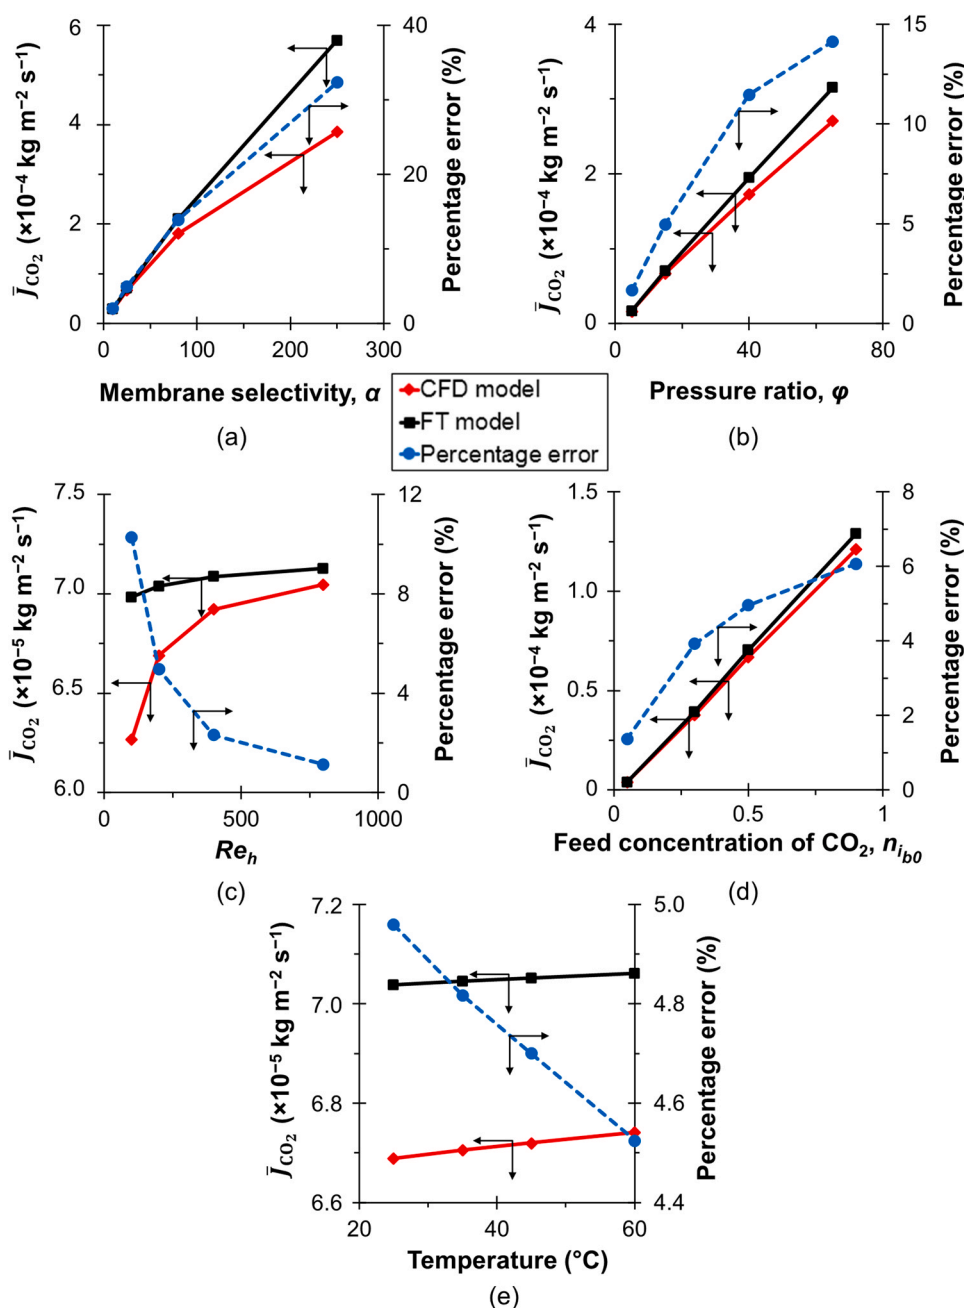 6
4
2
0
J̄CO₂ (×10⁻⁴ kg m⁻² s⁻¹)
40
20
0
Percentage error (%)
0 100 200 300
Membrane selectivity, α
(a)
4
2
0
J̄CO₂ (×10⁻⁴ kg m⁻² s⁻¹)
15
10
5
0
Percentage error (%)
0 40 80
Pressure ratio, φ
(b)
CFD model
FT model
Percentage error
7.5
7.0
6.5
6.0
J̄CO₂ (×10⁻⁵ kg m⁻² s⁻¹)
12
8
4
0
Percentage error (%)
0 500 1000
Re_h
(c)
1.5
1.0
0.5
0
J̄CO₂ (×10⁻⁴ kg m⁻² s⁻¹)
8
6
4
2
0
Percentage error (%)
0 0.5 1
Feed concentration of CO₂, n_{i_{b0}}
(d)
7.2
7.0
6.8
6.6
J̄CO₂ (×10⁻⁵ kg m⁻² s⁻¹)
5.0
4.8
4.6
4.4
Percentage error (%)
20 40 60
Temperature (°C)
(e)